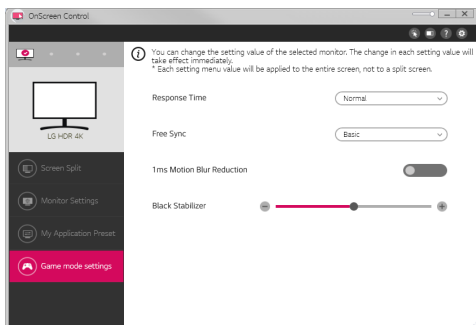 OnScreen Control
You can change the setting value of the selected monitor. The change in each setting value will
take effect immediately.
* Each setting menu value will be applied to the entire screen, not to a split screen.
LG HDR 4K
Screen Split
Monitor Settings
My Application Preset
Game mode settings
Response Time
Normal
Free Sync
Basic
1ms Motion Blur Reduction
Black Stabilizer